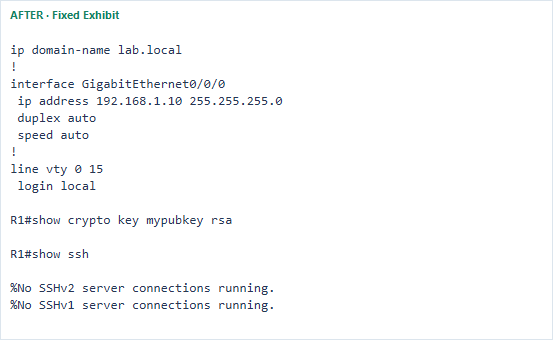 AFTER · Fixed Exhibit
ip domain-name lab.local
!
interface GigabitEthernet0/0/0
 ip address 192.168.1.10 255.255.255.0
 duplex auto
 speed auto
!
line vty 0 15
 login local
R1#show crypto key mypubkey rsa
R1#show ssh
%No SSHv2 server connections running.
%No SSHv1 server connections running.